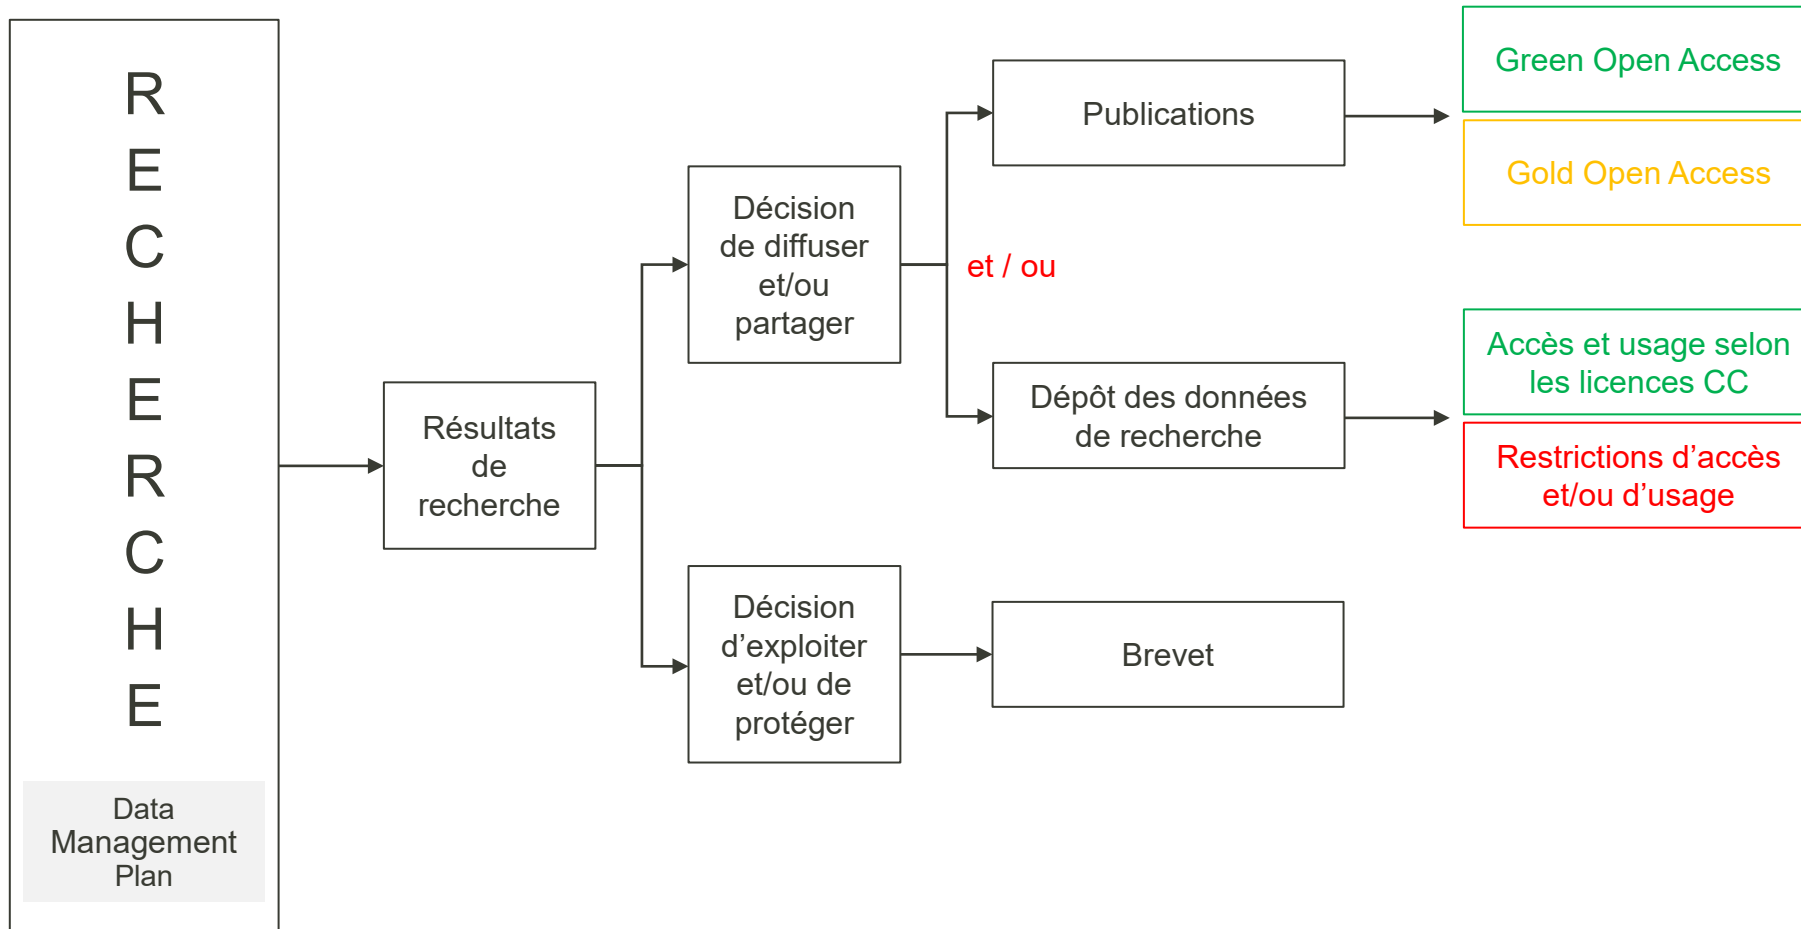 R
E
C
H
E
R
C
H
E
Data
Management
Plan
Résultats
de
recherche
Décision
de diffuser
et/ou
partager
Décision
d’exploiter
et/ou de
protéger
et / ou
Publications
Dépôt des données
de recherche
Brevet
Green Open Access
Gold Open Access
Accès et usage selon
les licences CC
Restrictions d’accès
et/ou d’usage